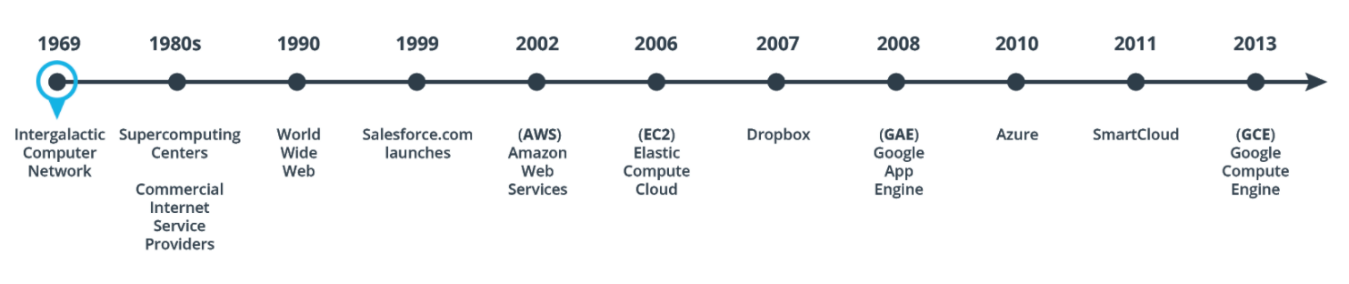 1969
1980s
1990
1999
2002
2006
2007
2008
2010
2011
2013
Intergalactic
Computer
Network
Supercomputing
Centers
Commercial
Internet
Service
Providers
World
Wide
Web
Salesforce.com
launches
(AWS)
Amazon
Web
Services
(EC2)
Elastic
Compute
Cloud
Dropbox
(GAE)
Google
App
Engine
Azure
SmartCloud
(GCE)
Google
Compute
Engine